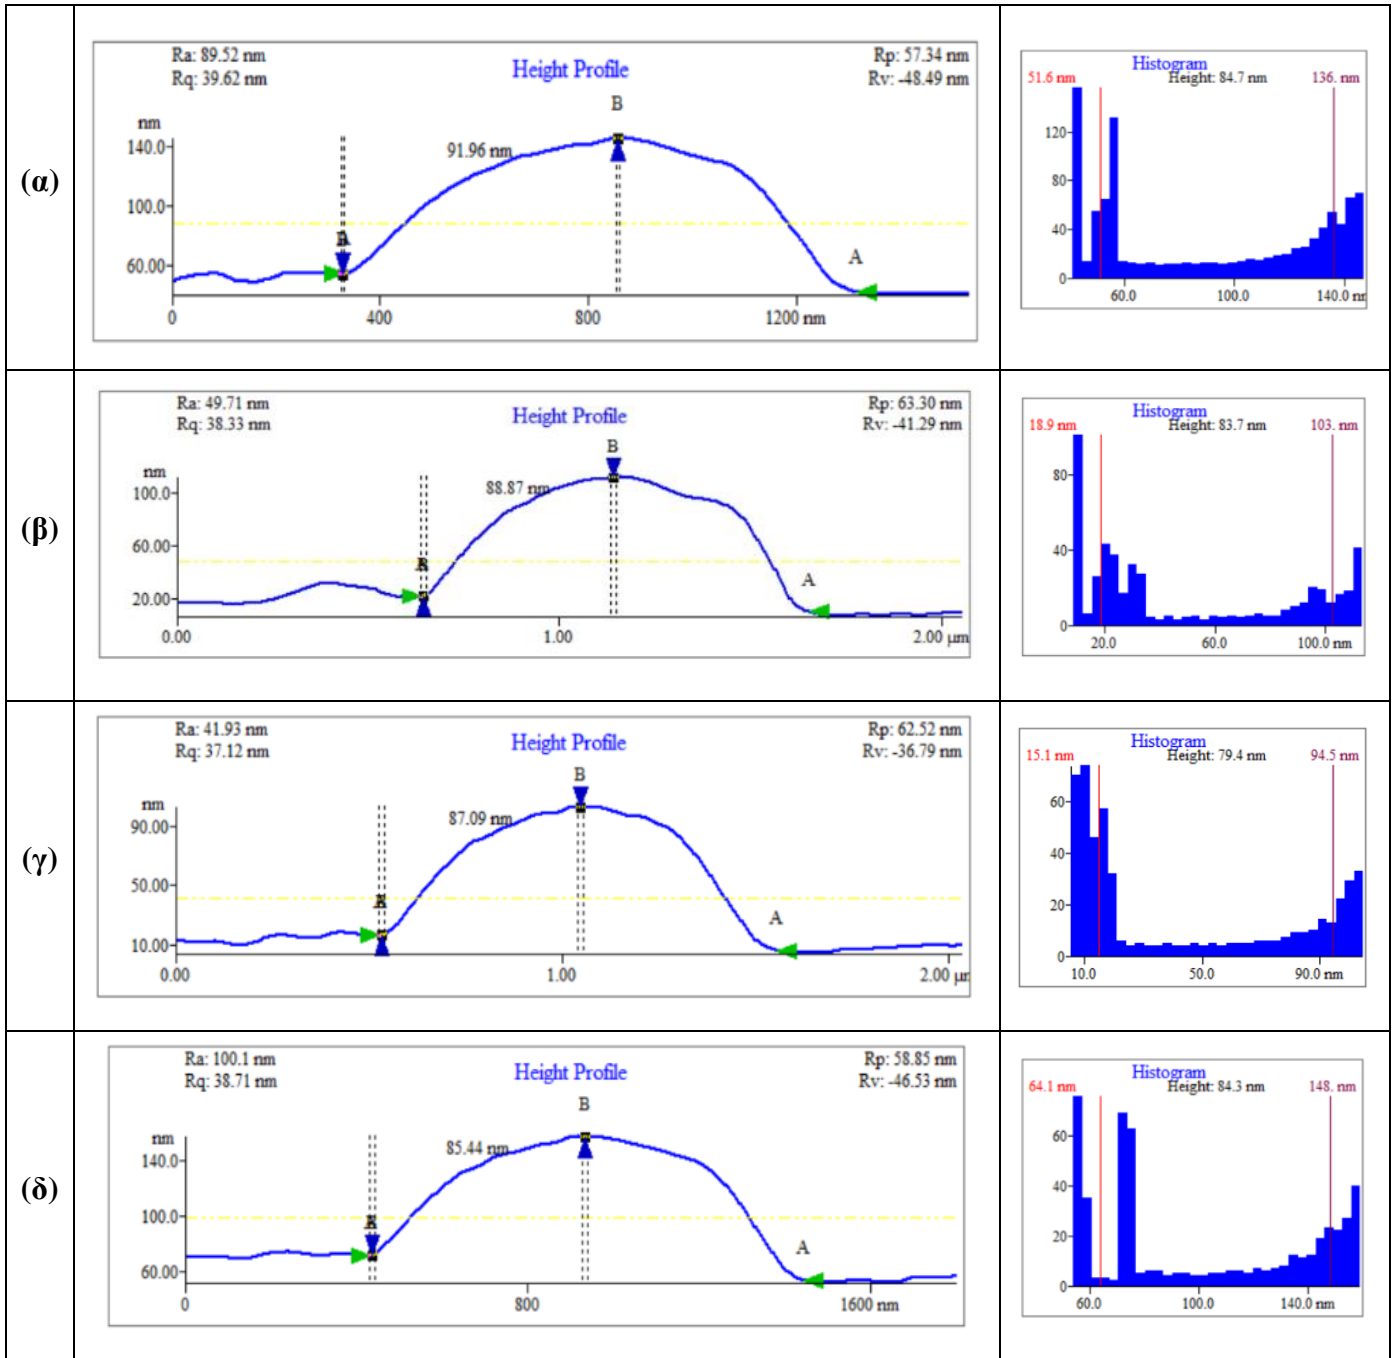 (α)
Ra: 89.52 nm
Rq: 39.62 nm
Height Profile
Rp: 57.34 nm
Rv: -48.49 nm
B
nm
140.0
91.96 nm
100.0
A
60.00
0
400
800
1200 nm
Histogram
51.6 nm
Height: 84.7 nm
136. nm
120
80
40
0
60.0
100.0
140.0
(β)
Ra: 49.71 nm
Rq: 38.33 nm
Height Profile
Rp: 63.30 nm
Rv: -41.29 nm
B
nm
100.0
88.87 nm
60.00
A
20.00
0.00
1.00
2.00 μm
Histogram
18.9 nm
Height: 83.7 nm
103. nm
80
40
0
20.0
60.0
100.0 nm
(γ)
Ra: 41.93 nm
Rq: 37.12 nm
Height Profile
Rp: 62.52 nm
Rv: -36.79 nm
B
nm
90.00
87.09 nm
50.00
A
10.00
0.00
1.00
2.00
Histogram
15.1 nm
Height: 79.4 nm
94.5 nm
60
40
20
0
10.0
50.0
90.0 nm
(δ)
Ra: 100.1 nm
Rq: 38.71 nm
Height Profile
Rp: 58.85 nm
Rv: -46.53 nm
B
nm
140.0
85.44 nm
100.0
A
60.00
0
800
1600 nm
Histogram
64.1 nm
Height: 84.3 nm
148. nm
60
40
20
0
60.0
100.0
140.0 nm